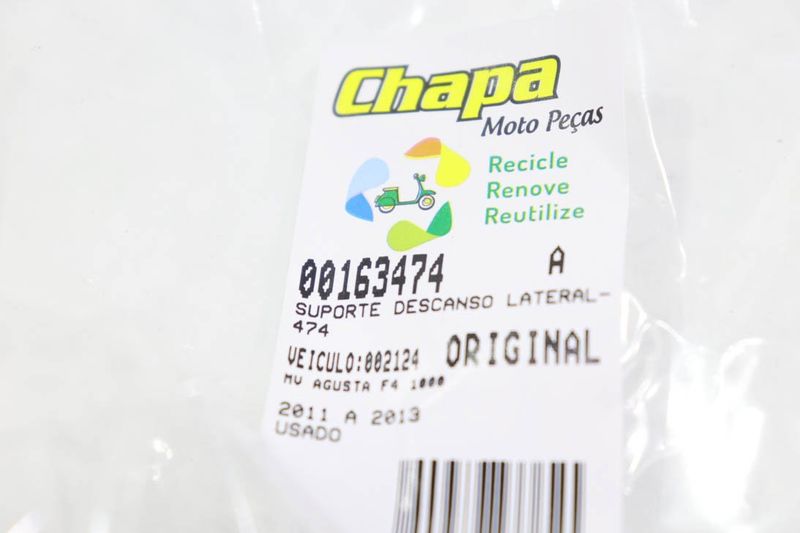 Chapa
Moto Peças
Recicle
Renove
Reutilize
00163474 A
SUPORTE DESCANSO LATERAL-
474
VEICULO:002124 ORIGINAL
MV AGUSTA F4 1000
2011 A 2013
USADO